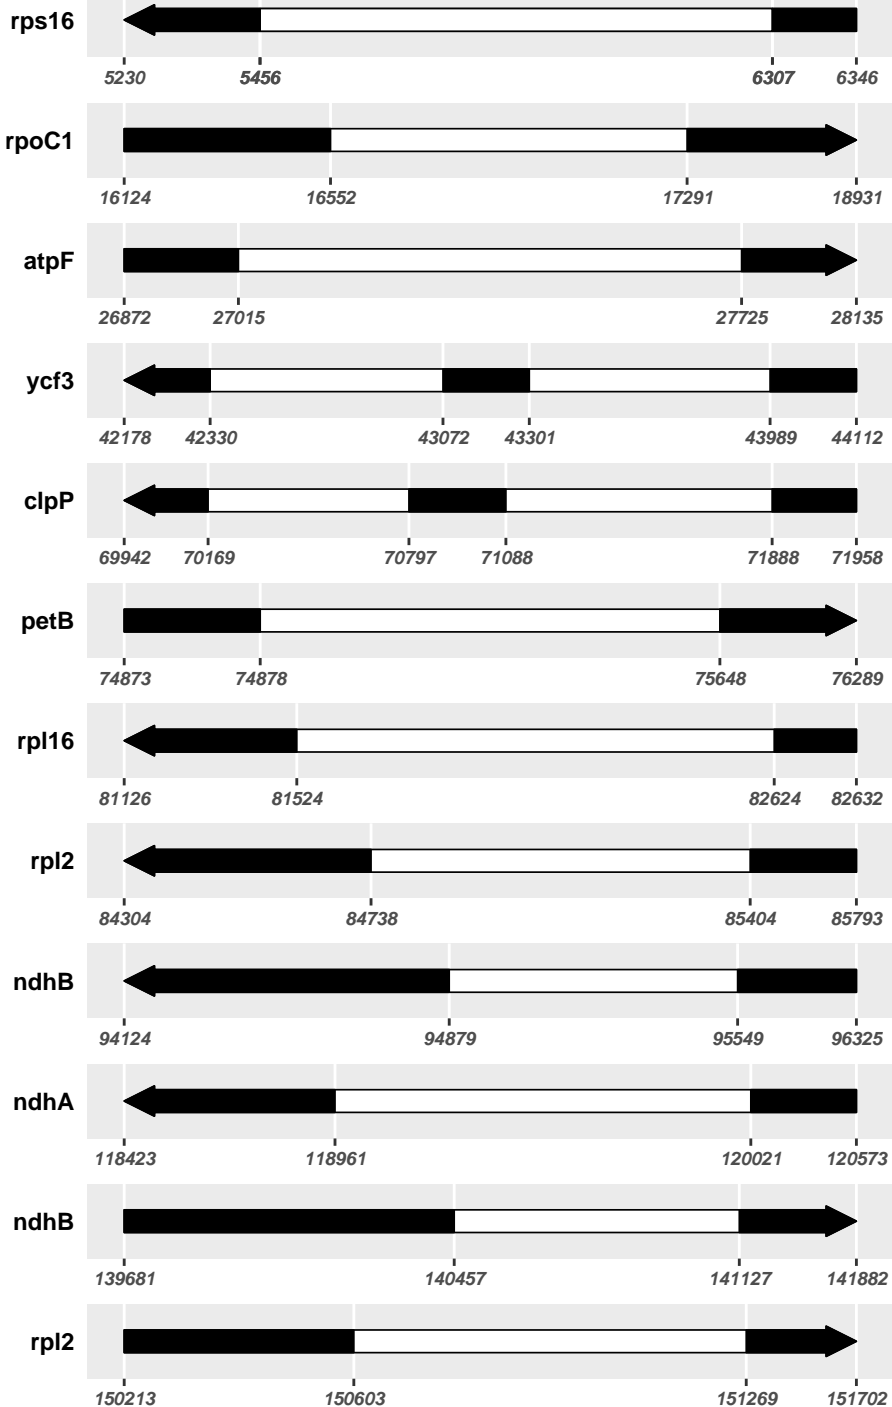 rps16
5230 5456 6307 6346
rpoC1
16124 16552 17291 18931
atpF
26872 27015 27725 28135
ycf3
42178 42330 43072 43301 43989 44112
clpP
69942 70169 70797 71088 71888 71958
petB
74873 74878 75648 76289
rpl16
81126 81524 82624 82632
rpl2
84304 84738 85404 85793
ndhB
94124 94879 95549 96325
ndhA
118423 118961 120021 120573
ndhB
139681 140457 141127 141882
rpl2
150213 150603 151269 151702